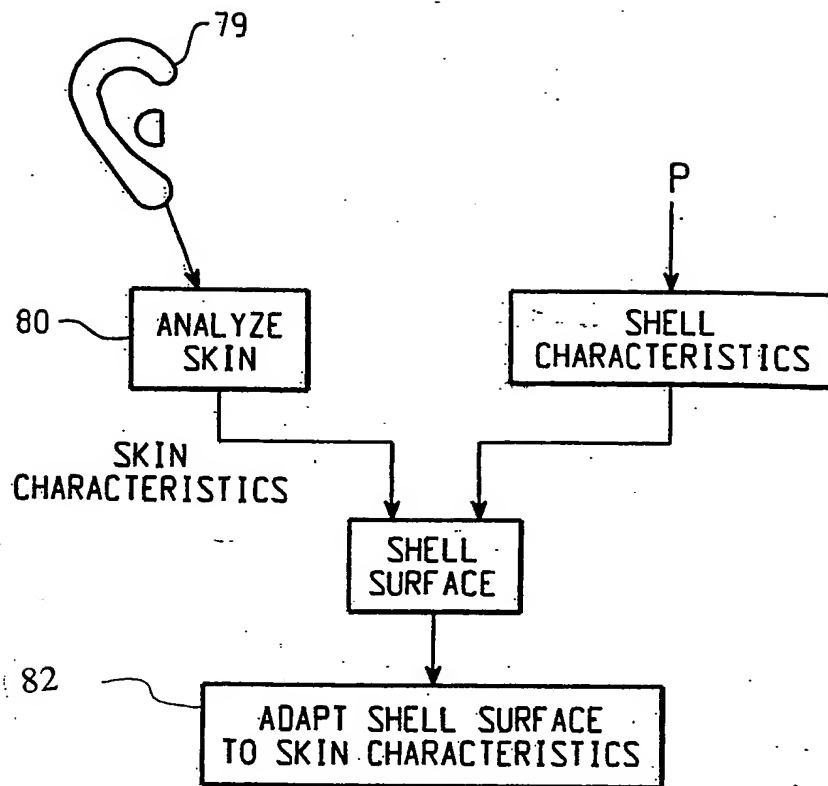 79
P
80
ANALYZE
SKIN
SHELL
CHARACTERISTICS
SKIN
CHARACTERISTICS
SHELL
SURFACE
82
ADAPT SHELL SURFACE
TO SKIN CHARACTERISTICS